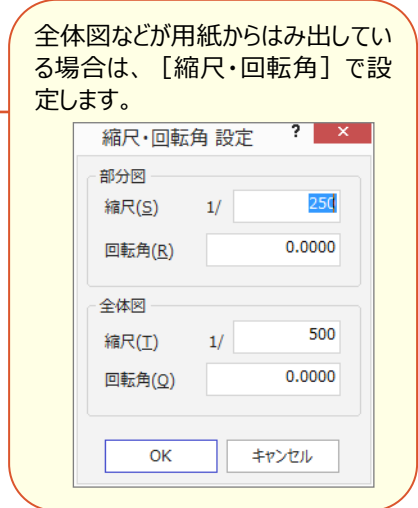 全体図などが用紙からはみ出してい
る場合は、［縮尺・回転角］で設
定します。
縮尺・回転角 設定 ? ×
部分図
縮尺(S) 1/ 250
回転角(R) 0.0000
全体図
縮尺(T) 1/ 500
回転角(Q) 0.0000
OK キャンセル